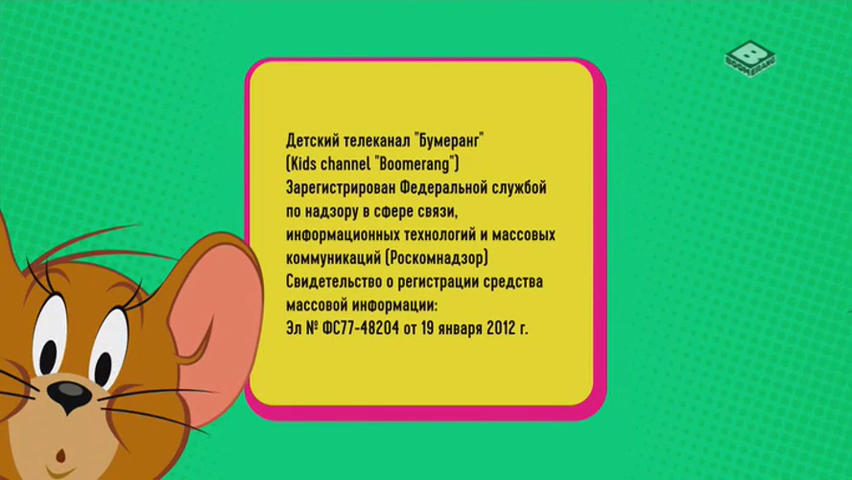 B
BOOMERANG
Детский телеканал "Бумеранг"
(Kids channel "Boomerang")
Зарегистрирован Федеральной службой
по надзору в сфере связи,
информационных технологий и массовых
коммуникаций (Роскомнадзор)
Свидетельство о регистрации средства
массовой информации:
Эл № ФС77-48204 от 19 января 2012 г.